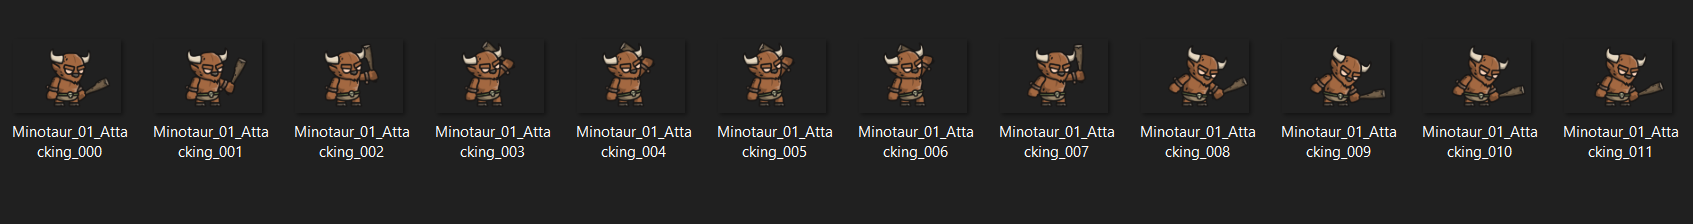 Minotaur_01_Atta
cking_000
Minotaur_01_Atta
cking_001
Minotaur_01_Atta
cking_002
Minotaur_01_Atta
cking_003
Minotaur_01_Atta
cking_004
Minotaur_01_Atta
cking_005
Minotaur_01_Atta
cking_006
Minotaur_01_Atta
cking_007
Minotaur_01_Atta
cking_008
Minotaur_01_Atta
cking_009
Minotaur_01_Atta
cking_010
Minotaur_01_Atta
cking_011